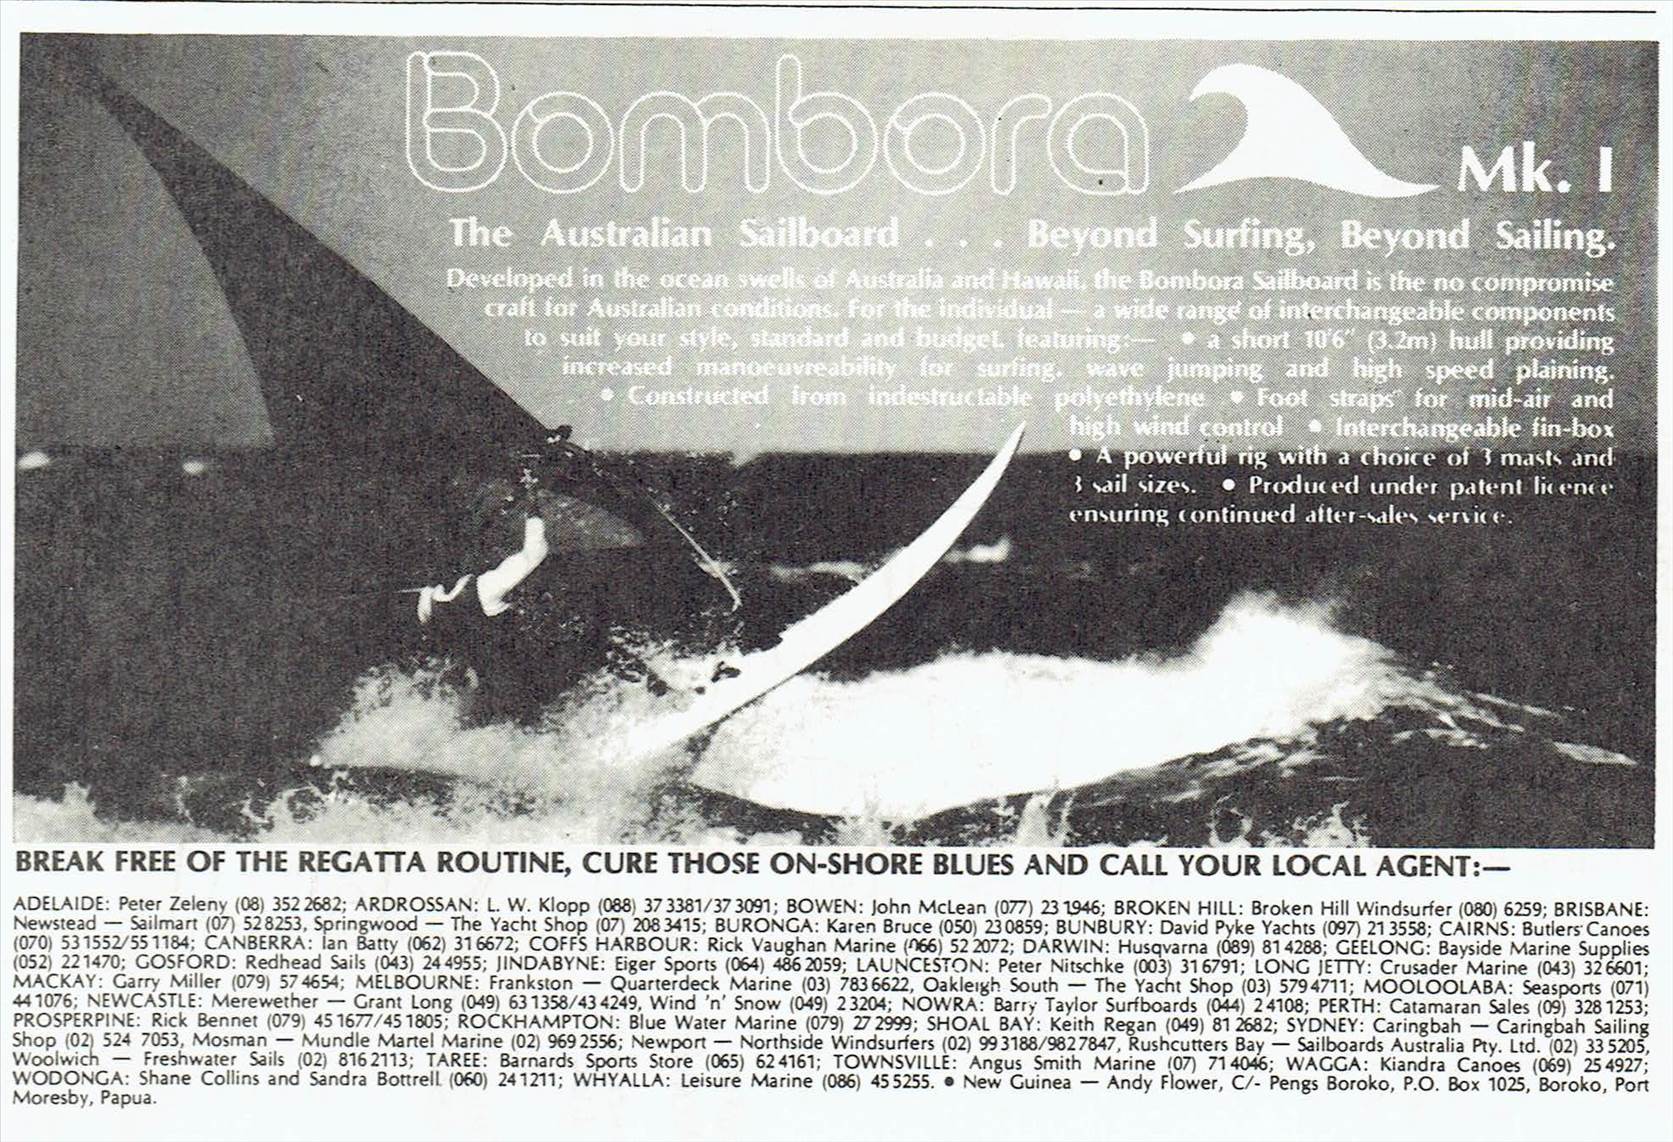 Bombora Mk. I
The Australian Sailboard . . . Beyond Surfing, Beyond Sailing.
Developed in the ocean swells of Australia and Hawaii, the Bombora Sailboard is the no compromise
craft for Australian conditions. For the individual — a wide range of interchangeable components
to suit your style, standard and budget, featuring:— • a short 10'6" (3.2m) hull providing
increased manoeuvreability for surfing, wave jumping and high speed plaining.
• Constructed from indestructable polyethylene • Foot straps for mid-air and
high wind control • Interchangeable fin-box
• A powerful rig with a choice of 3 masts and
3 sail sizes. • Produced under patent licence
ensuring continued after-sales service.
BREAK FREE OF THE REGATTA ROUTINE, CURE THOSE ON-SHORE BLUES AND CALL YOUR LOCAL AGENT:—
ADELAIDE: Peter Zeleny (08) 352 2682; ARDROSSAN: L. W. Klopp (088) 37 3381/37 3091; BOWEN: John McLean (077) 23 1946; BROKEN HILL: Broken Hill Windsurfer (080) 6259; BRISBANE:
Newstead — Sailmart (07) 52 8253, Springwood — The Yacht Shop (07) 208 3415; BURONGA: Karen Bruce (050) 23 0859; BUNBURY: David Pyke Yachts (097) 21 3558; CAIRNS: Butlers Canoes
(070) 53 1552/55 1184; CANBERRA: Ian Batty (062) 31 6672; COFFS HARBOUR: Rick Vaughan Marine (066) 52 2072; DARWIN: Husqvarna (089) 81 4288; GEELONG: Bayside Marine Supplies
(052) 22 1470; GOSFORD: Redhead Sails (043) 24 4955; JINDABYNE: Eiger Sports (064) 486 2059; LAUNCESTON: Peter Nitschke (003) 31 6791; LONG JETTY: Crusader Marine (043) 32 6601;
MACKAY: Garry Miller (079) 57 4654; MELBOURNE: Frankston — Quarterdeck Marine (03) 783 6622, Oakleigh South — The Yacht Shop (03) 579 4711; MOOLOOLABA: Seasports (071)
44 1076; NEWCASTLE: Merewether — Grant Long (049) 63 1358/43 4249, Wind 'n' Snow (049) 2 3204; NOWRA: Barry Taylor Surfboards (044) 2 4108; PERTH: Catamaran Sales (09) 328 1253;
PROSPERPINE: Rick Bennet (079) 45 1677/45 1805; ROCKHAMPTON: Blue Water Marine (079) 27 2999; SHOAL BAY: Keith Regan (049) 81 2682; SYDNEY: Caringbah — Caringbah Sailing
Shop (02) 524 7053, Mosman — Mundle Martel Marine (02) 969 2556; Newport — Northside Windsurfers (02) 99 3188/982 7847, Rushcutters Bay — Sailboards Australia Pty. Ltd. (02) 33 5205,
Woolwich — Freshwater Sails (02) 816 2113; TAREE: Barnards Sports Store (065) 62 4161; TOWNSVILLE: Angus Smith Marine (07) 71 4046; WAGGA: Kiandra Canoes (069) 25 4927;
WODONGA: Shane Collins and Sandra Bottrell (060) 24 1211; WHYALLA: Leisure Marine (086) 45 5255. • New Guinea — Andy Flower, C/- Pengs Boroko, P.O. Box 1025, Boroko, Port
Moresby, Papua.